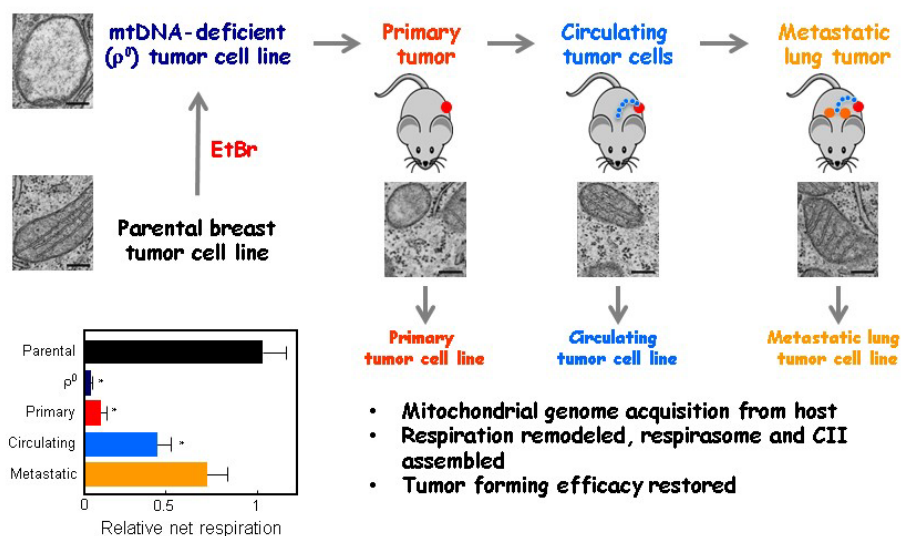 mtDNA-deficient
(ρ⁰) tumor cell line
Primary
tumor
Circulating
tumor cells
Metastatic
lung tumor
EtBr
Parental breast
tumor cell line
Primary
tumor cell line
Circulating
tumor cell line
Metastatic lung
tumor cell line
Parental
ρ⁰
*
Primary
*
Circulating
*
Metastatic
0
0.5
1
Relative net respiration
• Mitochondrial genome acquisition from host
• Respiration remodeled, respirasome and CII
assembled
• Tumor forming efficacy restored